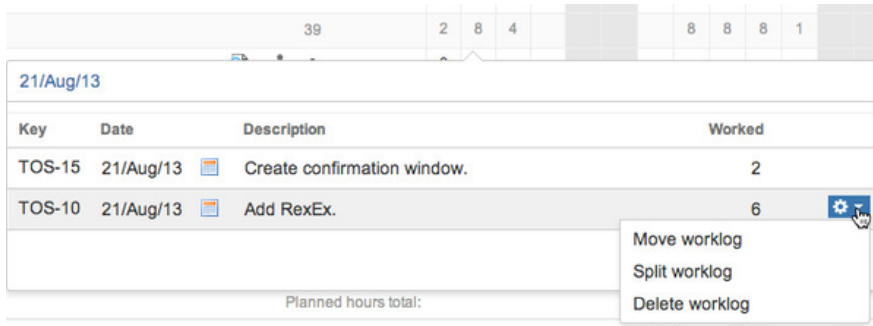 39 2 8 4 8 8 8 1
21/Aug/13
Key Date Description Worked
TOS-15 21/Aug/13 Create confirmation window. 2
TOS-10 21/Aug/13 Add RexEx. 6
Move worklog
Split worklog
Planned hours total:
Delete worklog